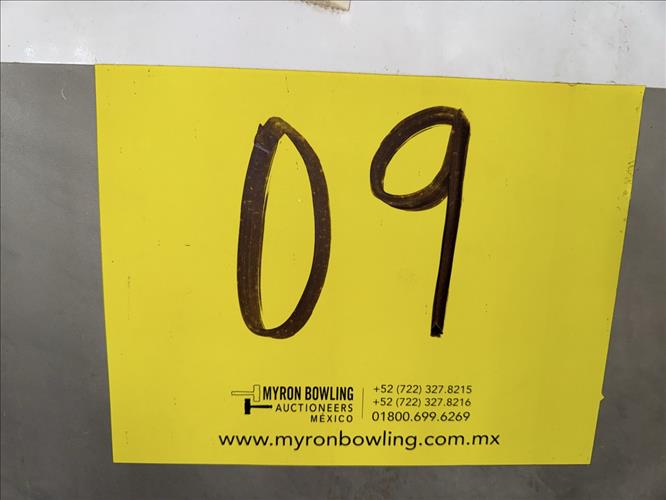 09
MYRON BOWLING
AUCTIONEERS
MÉXICO
+52 (722) 327.8215
+52 (722) 327.8216
01800.699.6269
www.myronbowling.com.mx